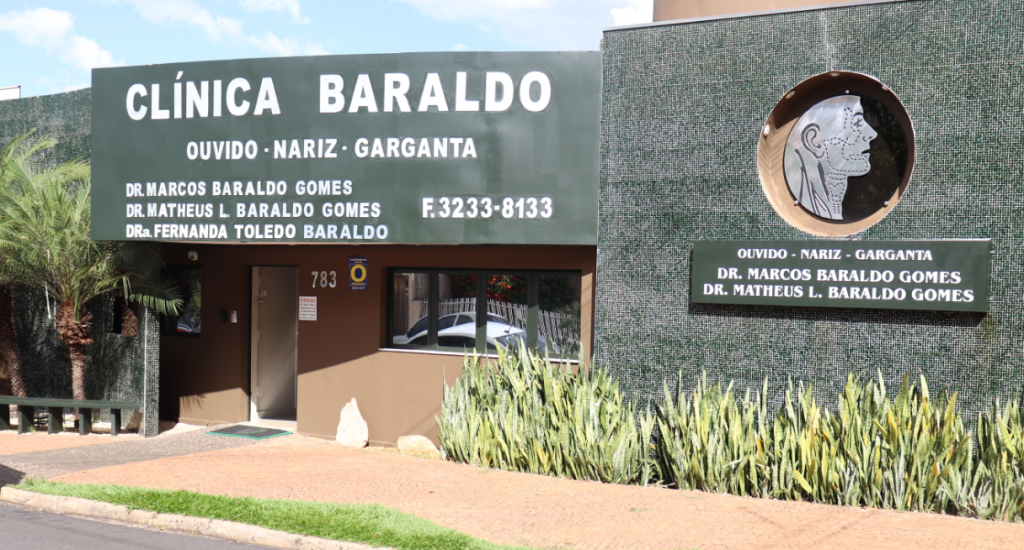 CLÍNICA BARALDO
OUVIDO - NARIZ - GARGANTA
DR. MARCOS BARALDO GOMES
DR. MATHEUS L. BARALDO GOMES
F. 3233-8133
DRa. FERNANDA TOLEDO BARALDO
783
OUVIDO - NARIZ - GARGANTA
DR. MARCOS BARALDO GOMES
DR. MATHEUS L. BARALDO GOMES